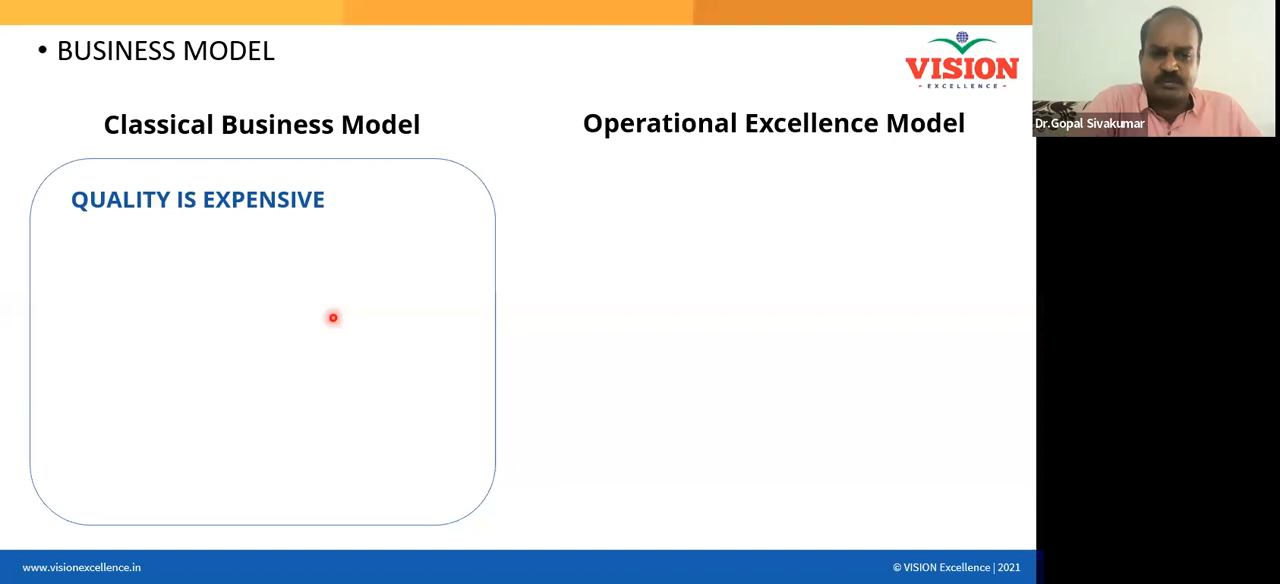 • BUSINESS MODEL
VISION
- EXCELLENCE -
Dr.Gopal Sivakumar
Classical Business Model
Operational Excellence Model
QUALITY IS EXPENSIVE
www.visionexcellence.in
© VISION Excellence | 2021